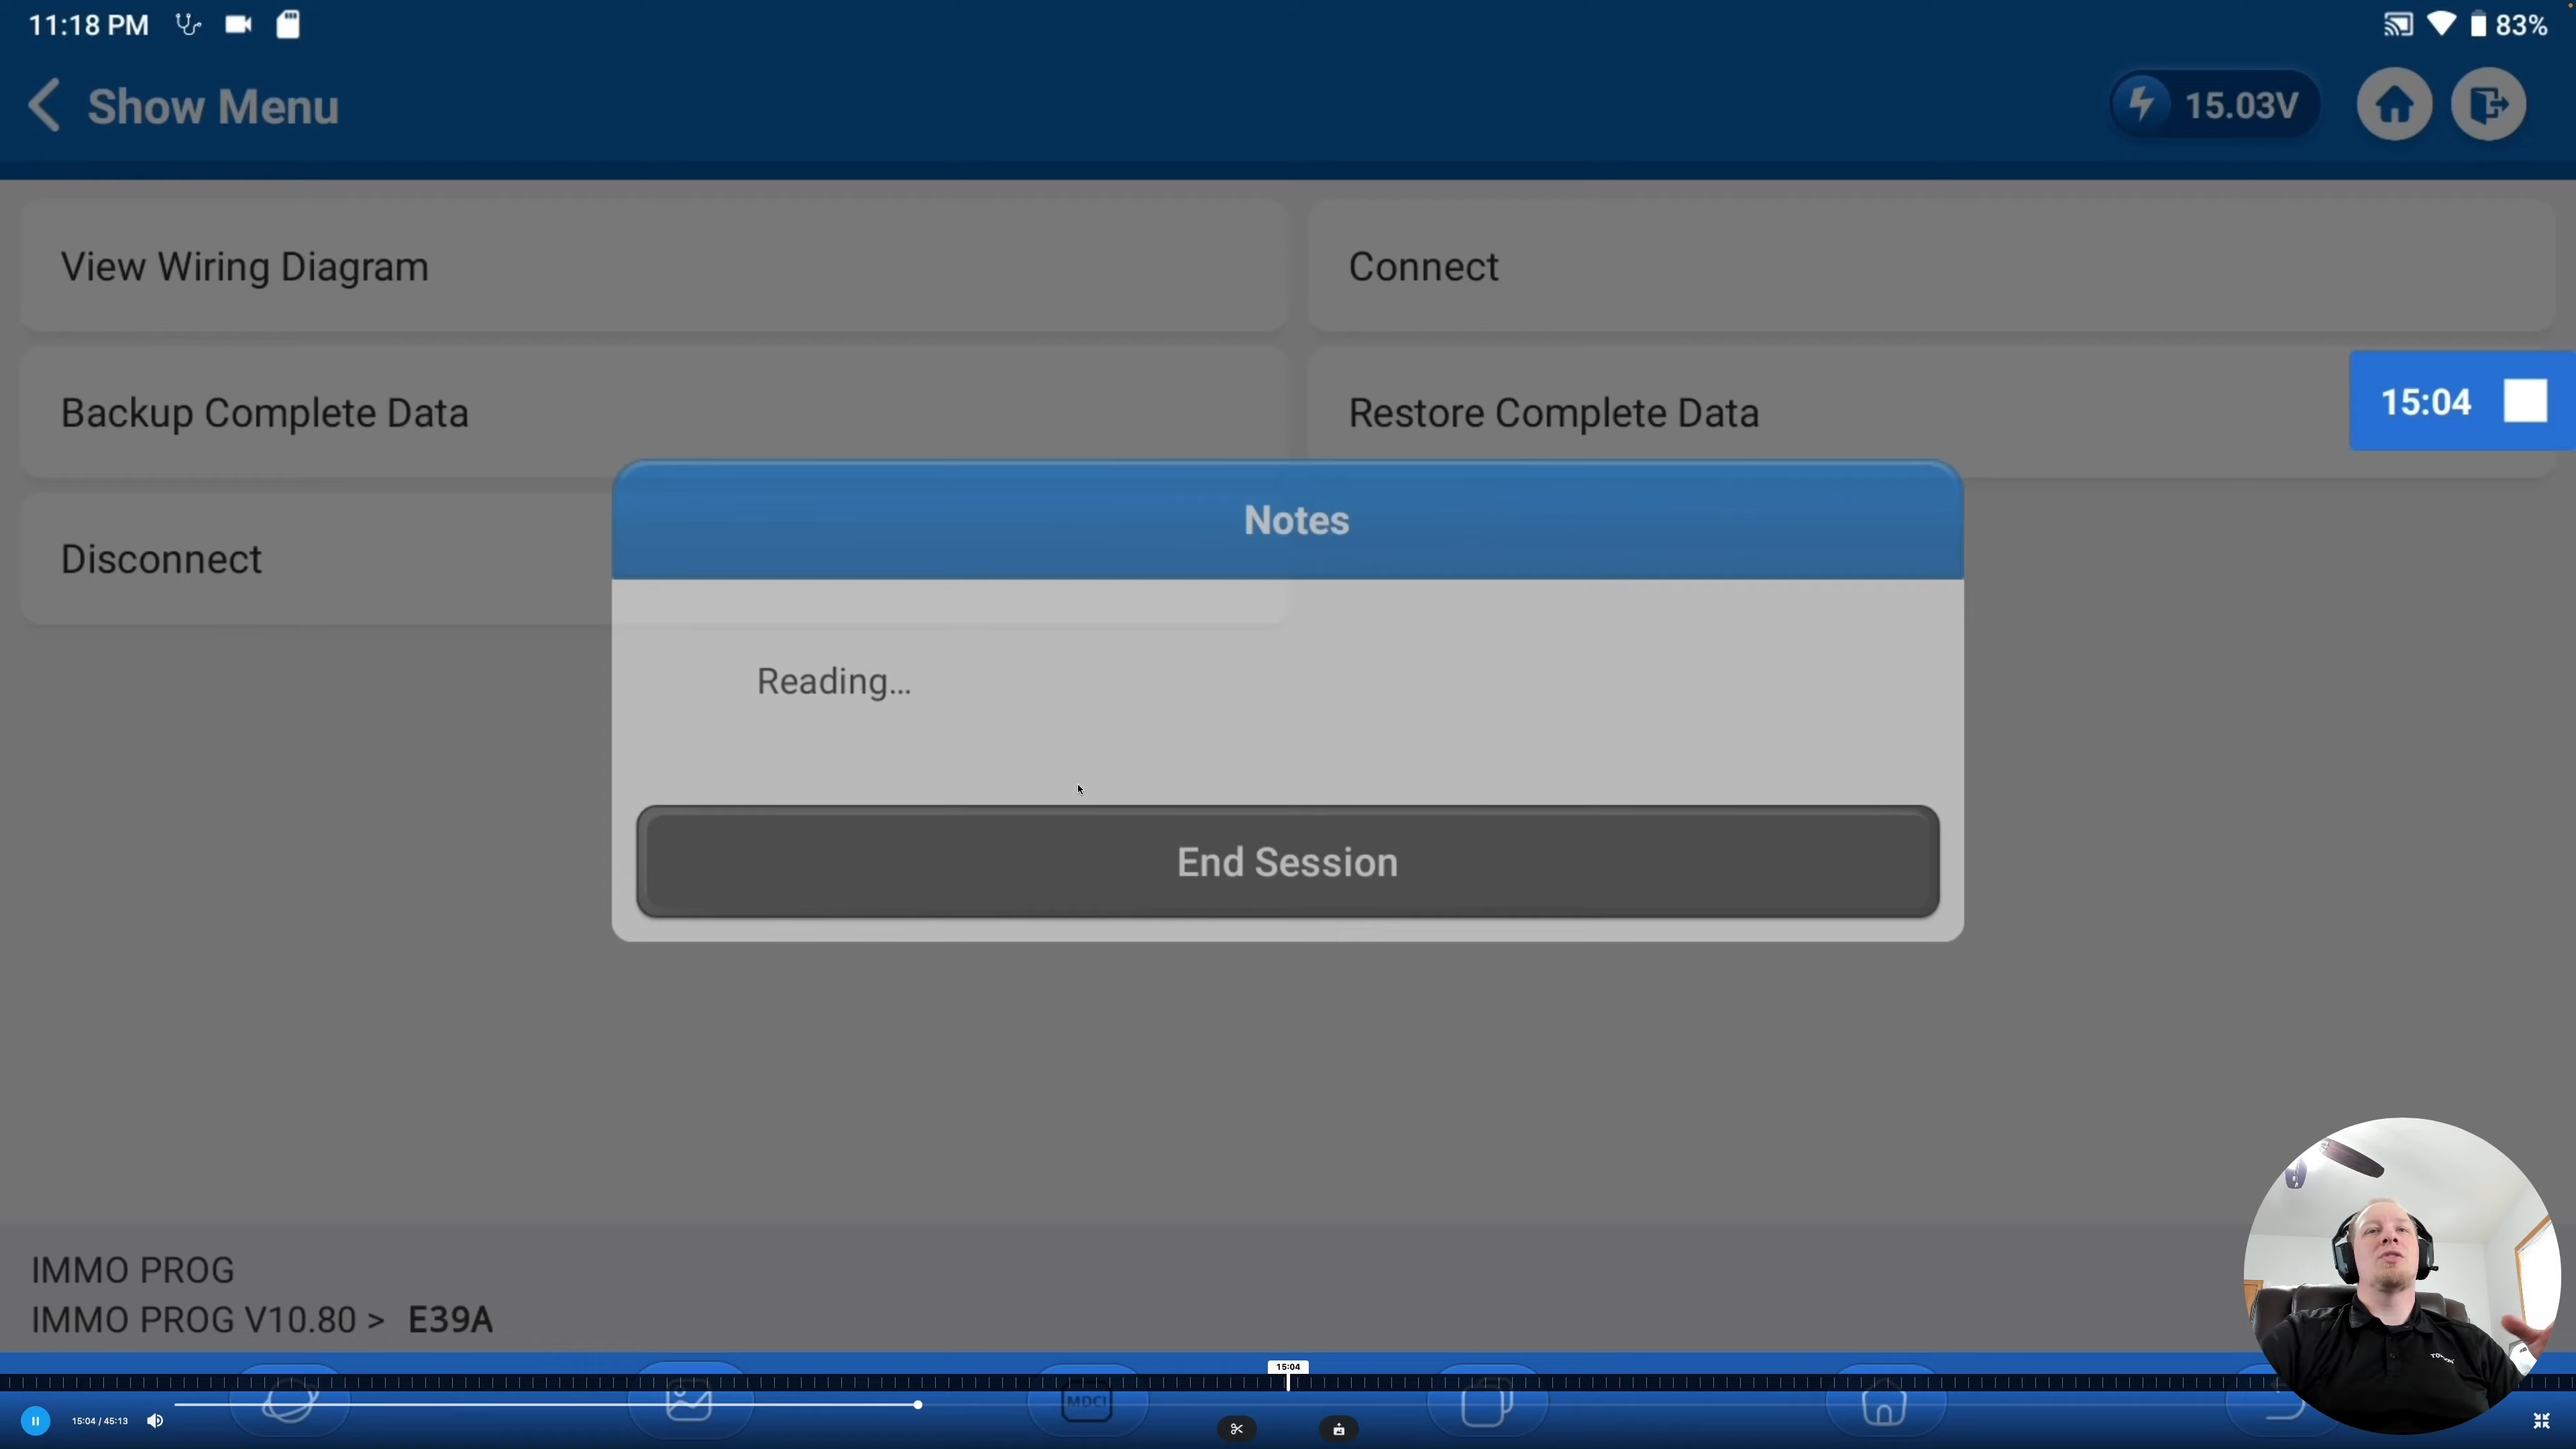 11:18 PM
83%
Show Menu
15.03V
View Wiring Diagram
Connect
Backup Complete Data
Restore Complete Data
15:04
Disconnect
Notes
Reading...
End Session
IMMO PROG
IMMO PROG V10.80 > E39A
15:04
MDCI
15:04 / 45:13